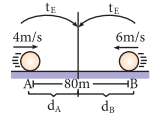 t_E t_E
4m/s 6m/s
A 80m B
d_A d_B